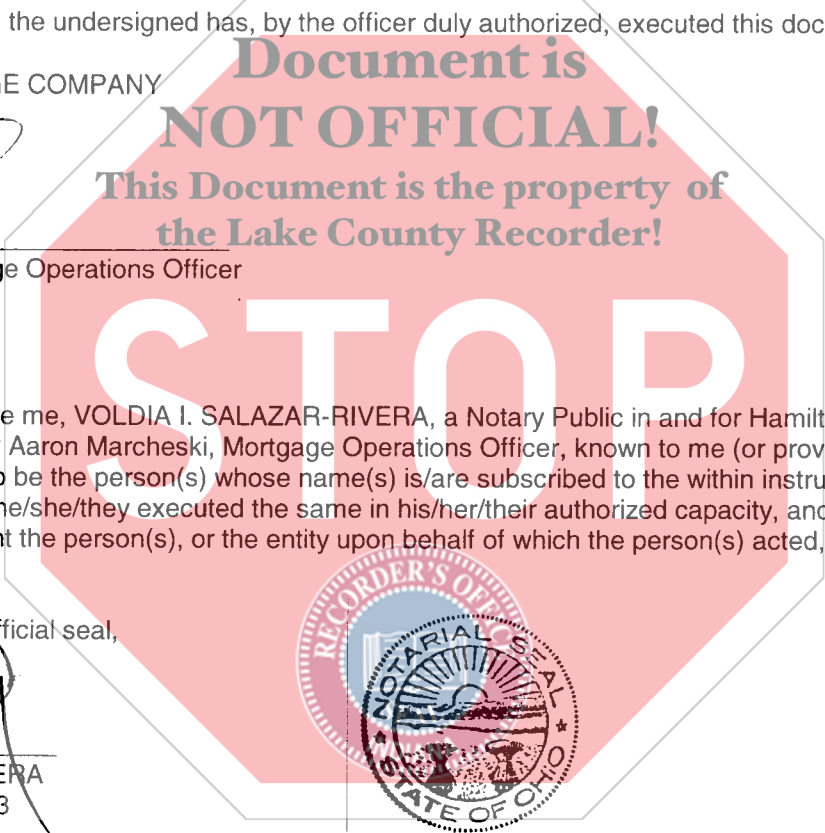 the undersigned has, by the officer duly authorized, executed this doc
Document is
GE COMPANY
NOT OFFICIAL!
This Document is the property of
the Lake County Recorder!
ge Operations Officer
STOP
e me, VOLDIA I. SALAZAR-RIVERA, a Notary Public in and for Hamilt
Aaron Marcheski, Mortgage Operations Officer, known to me (or prov
be the person(s) whose name(s) is/are subscribed to the within instru
he/she/they executed the same in his/her/their authorized capacity, and
t the person(s), or the entity upon behalf of which the person(s) acted,
RECORDER'S OFFICE
fficial seal,
NOTARIAL SEAL
STATE OF OHIO
ERA
3